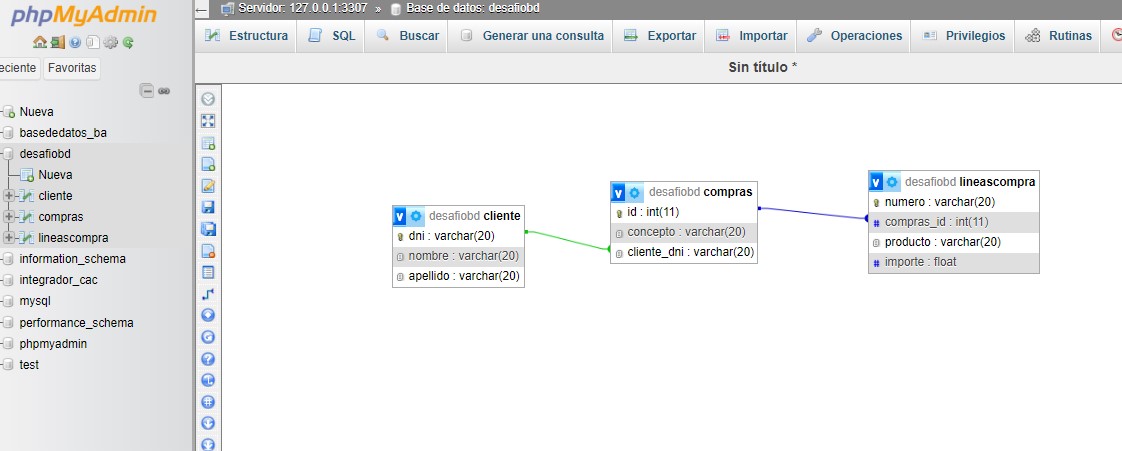 phpMyAdmin
eciente Favoritas
Nueva
basededatos_ba
desafiobd
Nueva
cliente
compras
lineascompra
information_schema
integrador_cac
mysql
performance_schema
phpmyadmin
test
Servidor: 127.0.0.1:3307 » Base de datos: desafiobd
Estructura SQL Buscar Generar una consulta Exportar Importar Operaciones Privilegios Rutinas
Sin título *
v desafiobd cliente
dni : varchar(20)
nombre : varchar(20)
apellido : varchar(20)
v desafiobd compras
id : int(11)
concepto : varchar(20)
cliente_dni : varchar(20)
v desafiobd lineascompra
numero : varchar(20)
# compras_id : int(11)
producto : varchar(20)
# importe : float